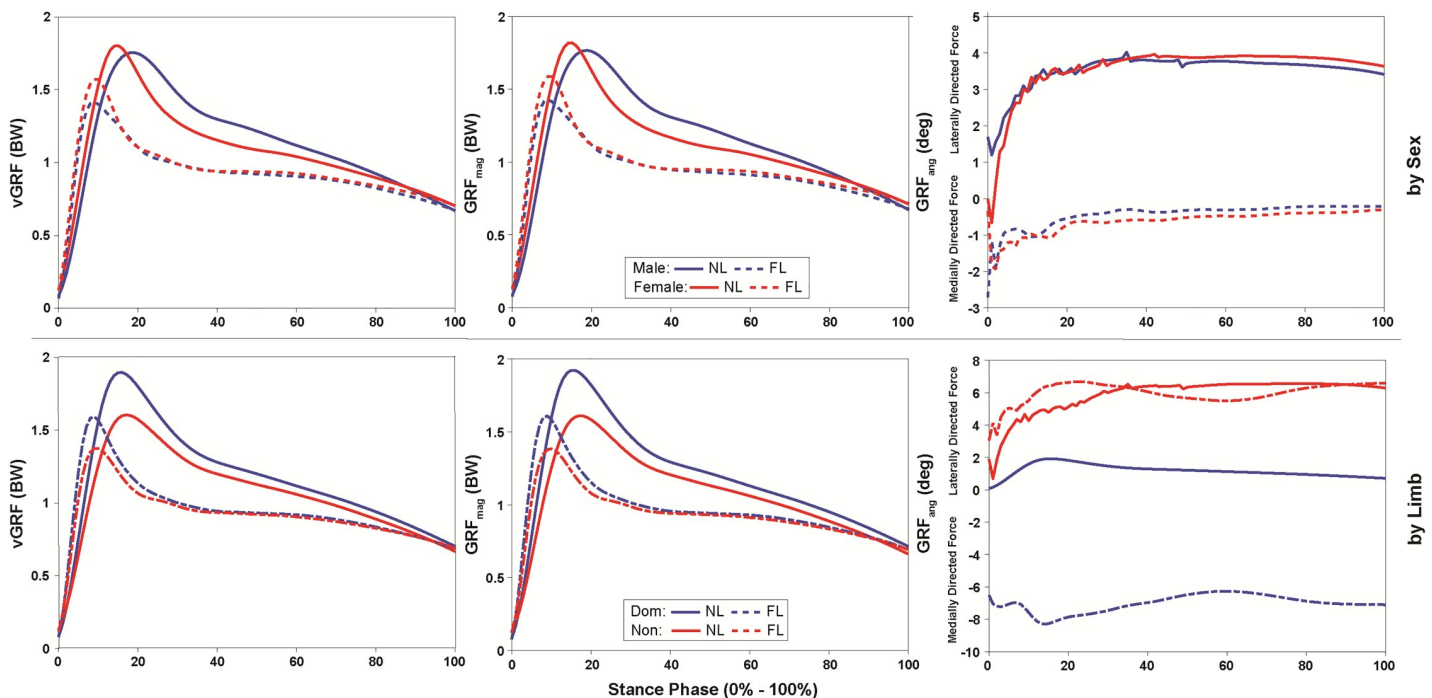 2
1.5
1
0.5
0
vGRF (BW)
0 20 40 60 80 100
2
1.5
1
0.5
0
GRFmag (BW)
0 20 40 60 80 100
Male: NL FL
Female: NL FL
5
4
3
2
1
0
-1
-2
-3
GRFang (deg)
Laterally Directed Force
Medially Directed Force
0 20 40 60 80 100
by Sex
2
1.5
1
0.5
0
vGRF (BW)
0 20 40 60 80 100
2
1.5
1
0.5
0
GRFmag (BW)
0 20 40 60 80 100
Dom: NL FL
Non: NL FL
Stance Phase (0% - 100%)
8
6
4
2
0
-2
-4
-6
-8
-10
GRFang (deg)
Laterally Directed Force
Medially Directed Force
0 20 40 60 80 100
by Limb